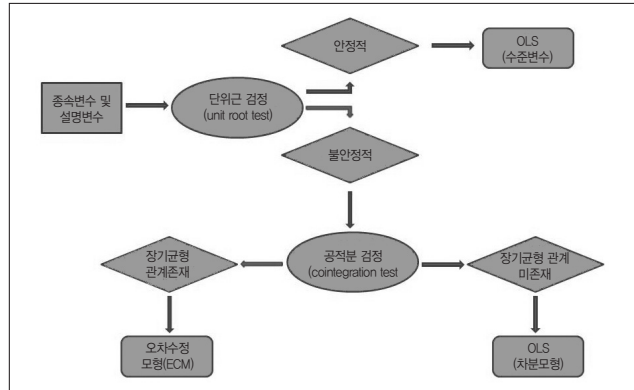 안정적
OLS
(수준변수)
종속변수 및
설명변수
단위근 검정
(unit root test)
불안정적
장기균형
관계존재
공적분 검정
(cointegration test
장기균형 관계
미존재
오차수정
모형(ECM)
OLS
(차분모형)